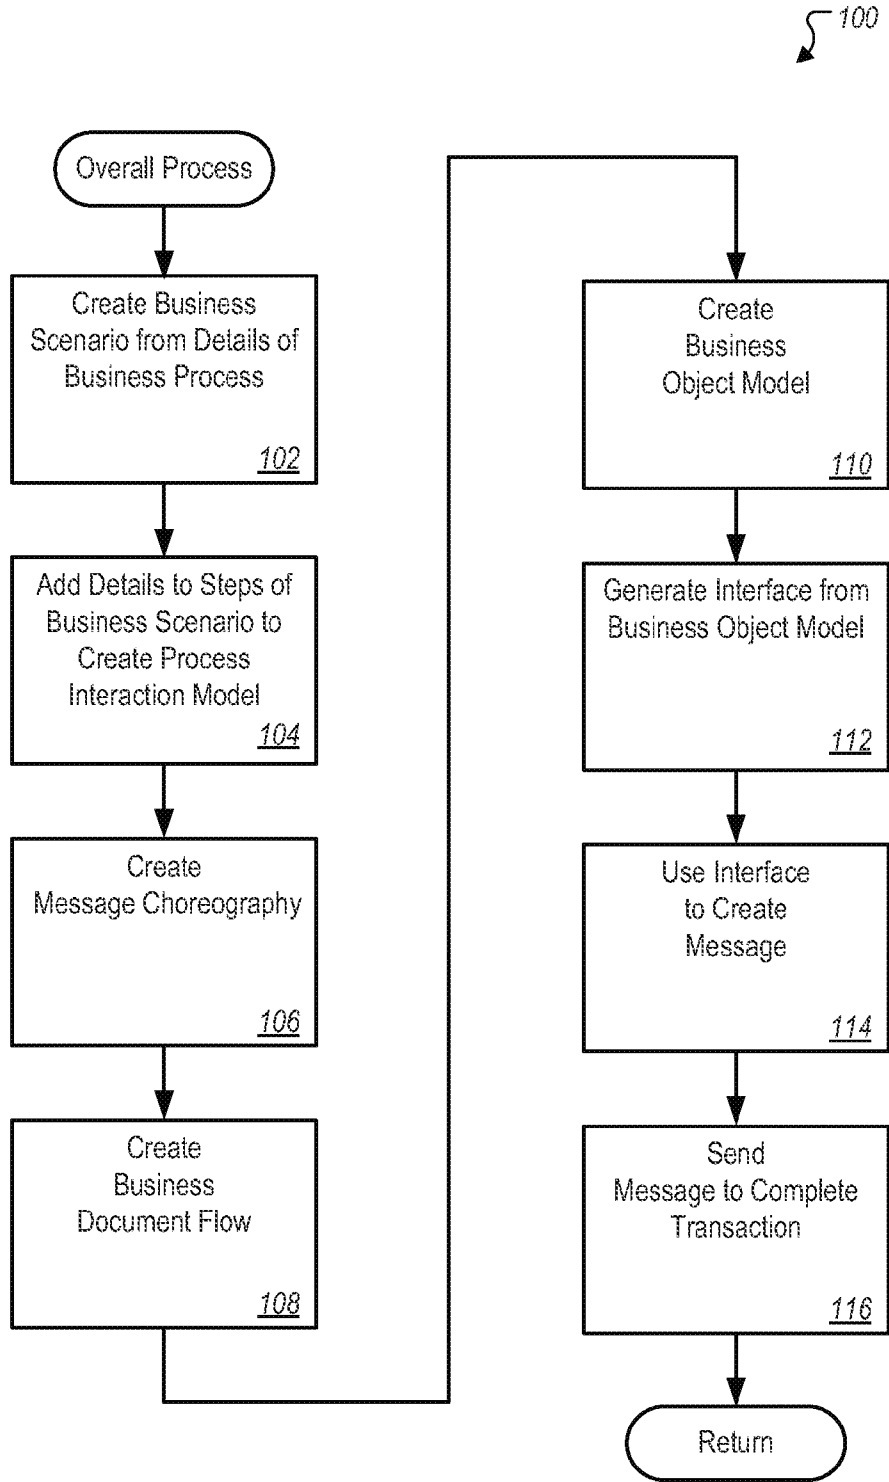 100
Overall Process
Create Business
Scenario from Details of
Business Process
102
Add Details to Steps of
Business Scenario to
Create Process
Interaction Model
104
Create
Message Choreography
106
Create
Business
Document Flow
108
Create
Business
Object Model
110
Generate Interface from
Business Object Model
112
Use Interface
to Create
Message
114
Send
Message to Complete
Transaction
116
Return